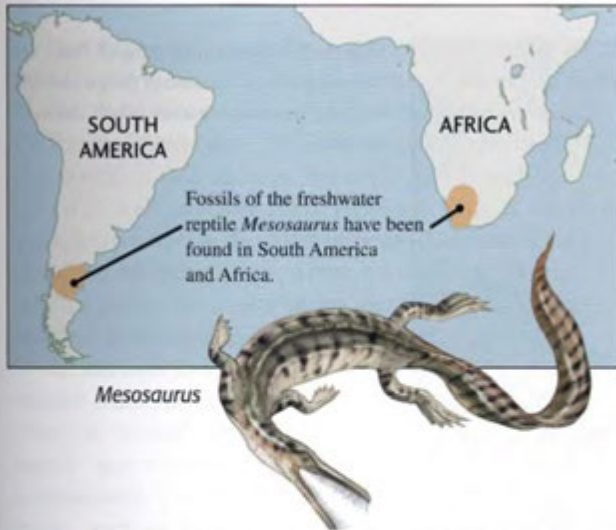 SOUTH
AMERICA
AFRICA
Fossils of the freshwater
reptile Mesosaurus have been
found in South America
and Africa.
Mesosaurus